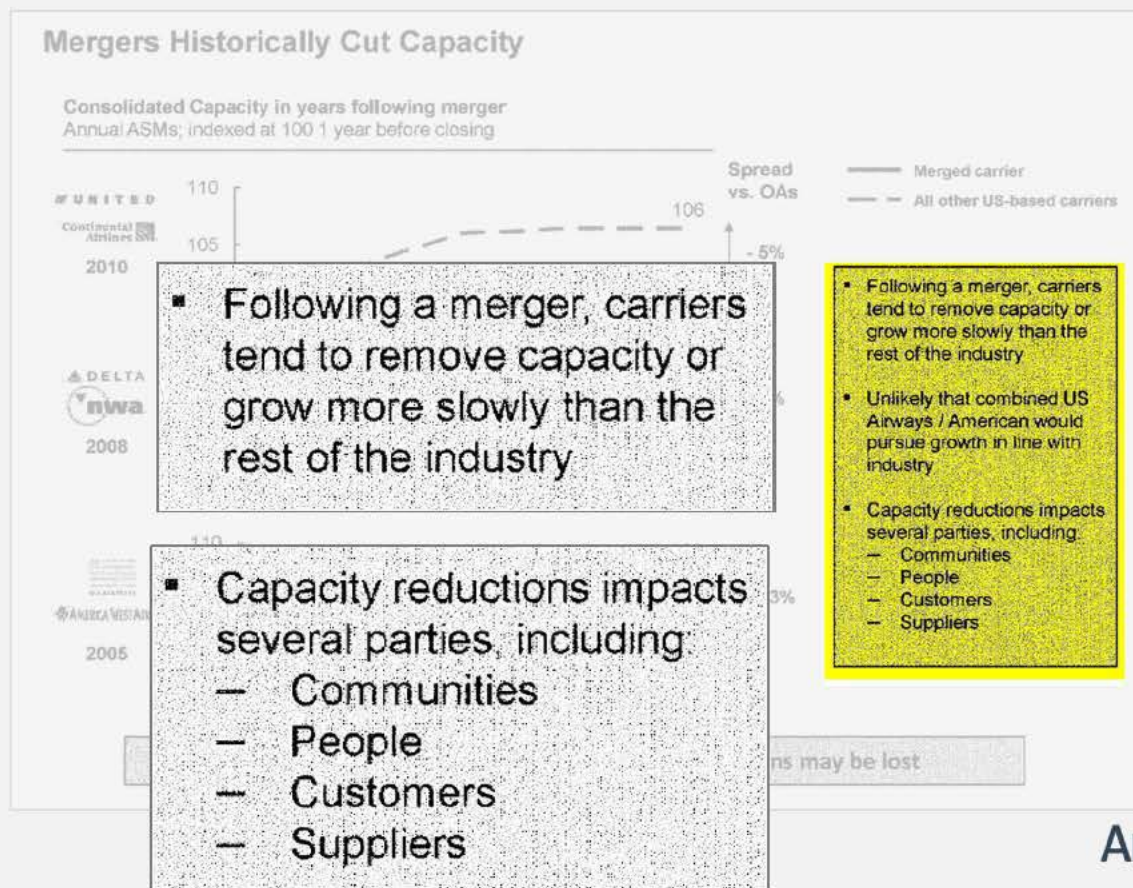 Mergers Historically Cut Capacity
Consolidated Capacity in years following merger
Annual ASMs; indexed at 100 1 year before closing
Spread
vs. OAs
Merged carrier
All other US-based carriers
UNITED
Continental
Airlines
2010
110
105
106
- 5%
▪ Following a merger, carriers
tend to remove capacity or
grow more slowly than the
rest of the industry
DELTA
nwa
2008
%
110
2005
3%
▪ Capacity reductions impacts
several parties, including:
– Communities
– People
– Customers
– Suppliers
▪ Following a merger, carriers
tend to remove capacity or
grow more slowly than the
rest of the industry
▪ Unlikely that combined US
Airways / American would
pursue growth in line with
industry
▪ Capacity reductions impacts
several parties, including:
– Communities
– People
– Customers
– Suppliers
ns may be lost
A